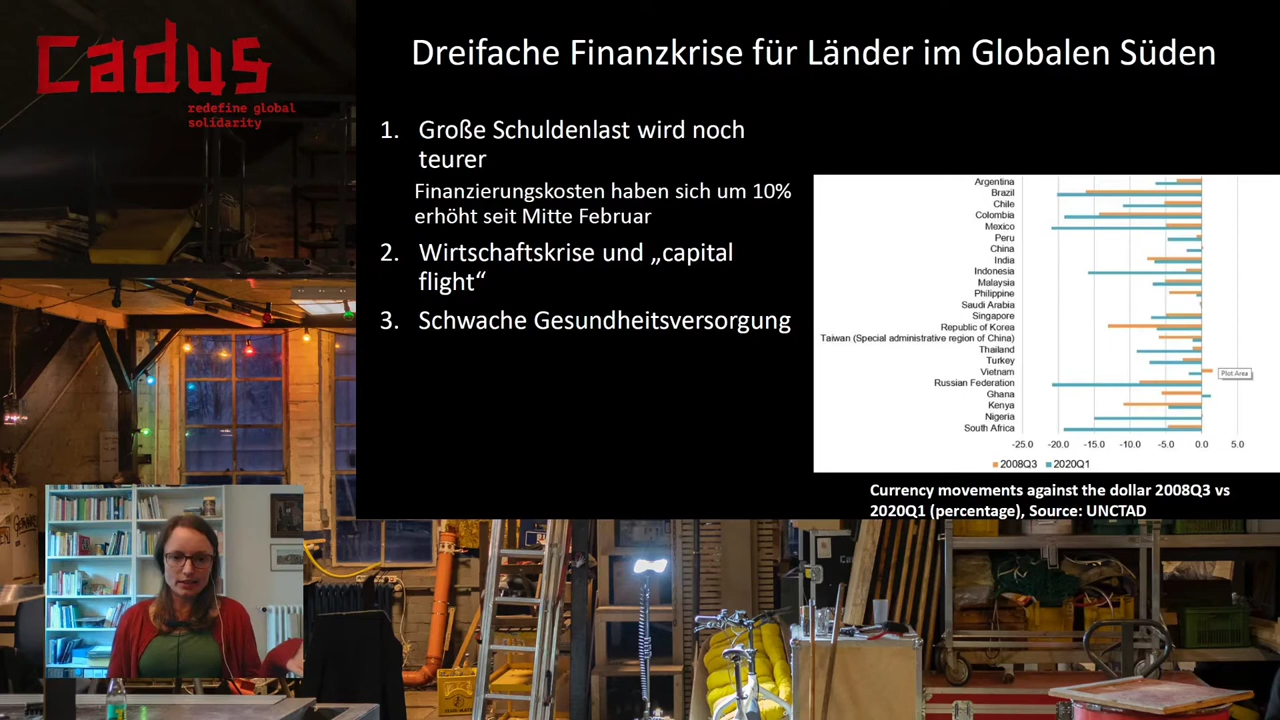 cadus
redefine global
solidarity
Dreifache Finanzkrise für Länder im Globalen Süden
1. Große Schuldenlast wird noch
teurer
Finanzierungskosten haben sich um 10%
erhöht seit Mitte Februar
2. Wirtschaftskrise und „capital
flight“
3. Schwache Gesundheitsversorgung
Argentina
Brazil
Chile
Colombia
Mexico
Peru
China
India
Indonesia
Malaysia
Philippine
Saudi Arabia
Singapore
Republic of Korea
Taiwan (Special administrative region of China)
Thailand
Turkey
Vietnam
Plot Area
Russian Federation
Ghana
Kenya
Nigeria
South Africa
-25.0 -20.0 -15.0 -10.0 -5.0 0.0 5.0
2008Q3 2020Q1
Currency movements against the dollar 2008Q3 vs
2020Q1 (percentage), Source: UNCTAD